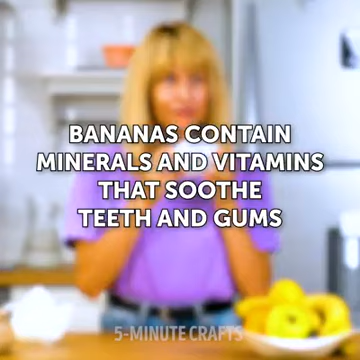 BANANAS CONTAIN
MINERALS AND VITAMINS
THAT SOOTHE
TEETH AND GUMS
5-MINUTE CRAFTS